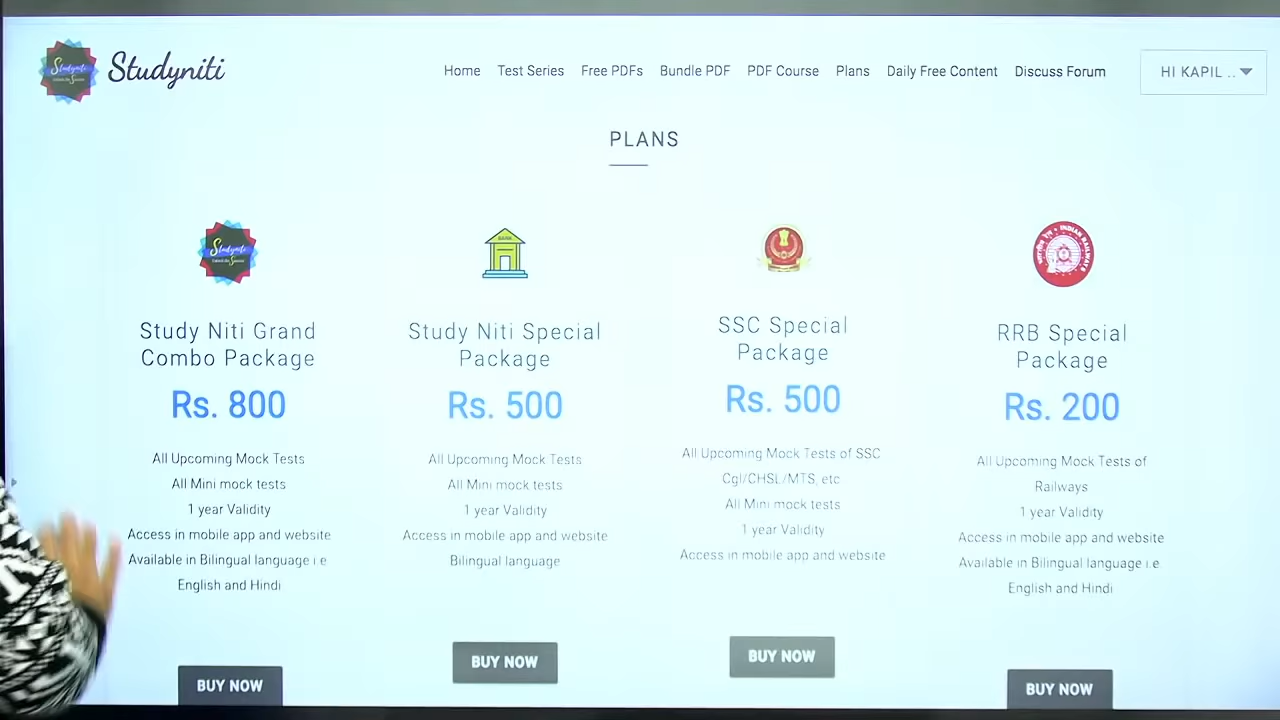 Studyniti
Studyniti
Home
Test Series
Free PDFs
Bundle PDF
PDF Course
Plans
Daily Free Content
Discuss Forum
HI KAPIL ..
PLANS
Studyniti
BANK
INDIAN RAILWAYS
Study Niti Grand
Combo Package
Rs. 800
All Upcoming Mock Tests
All Mini mock tests
1 year Validity
Access in mobile app and website
Available in Bilingual language i.e
English and Hindi
BUY NOW
Study Niti Special
Package
Rs. 500
All Upcoming Mock Tests
All Mini mock tests
1 year Validity
Access in mobile app and website
Bilingual language
BUY NOW
SSC Special
Package
Rs. 500
All Upcoming Mock Tests of SSC
Cgl/CHSL/MTS, etc
All Mini mock tests
1 year Validity
Access in mobile app and website
BUY NOW
RRB Special
Package
Rs. 200
All Upcoming Mock Tests of
Railways
1 year Validity
Access in mobile app and website
Available in Bilingual language i.e.
English and Hindi
BUY NOW